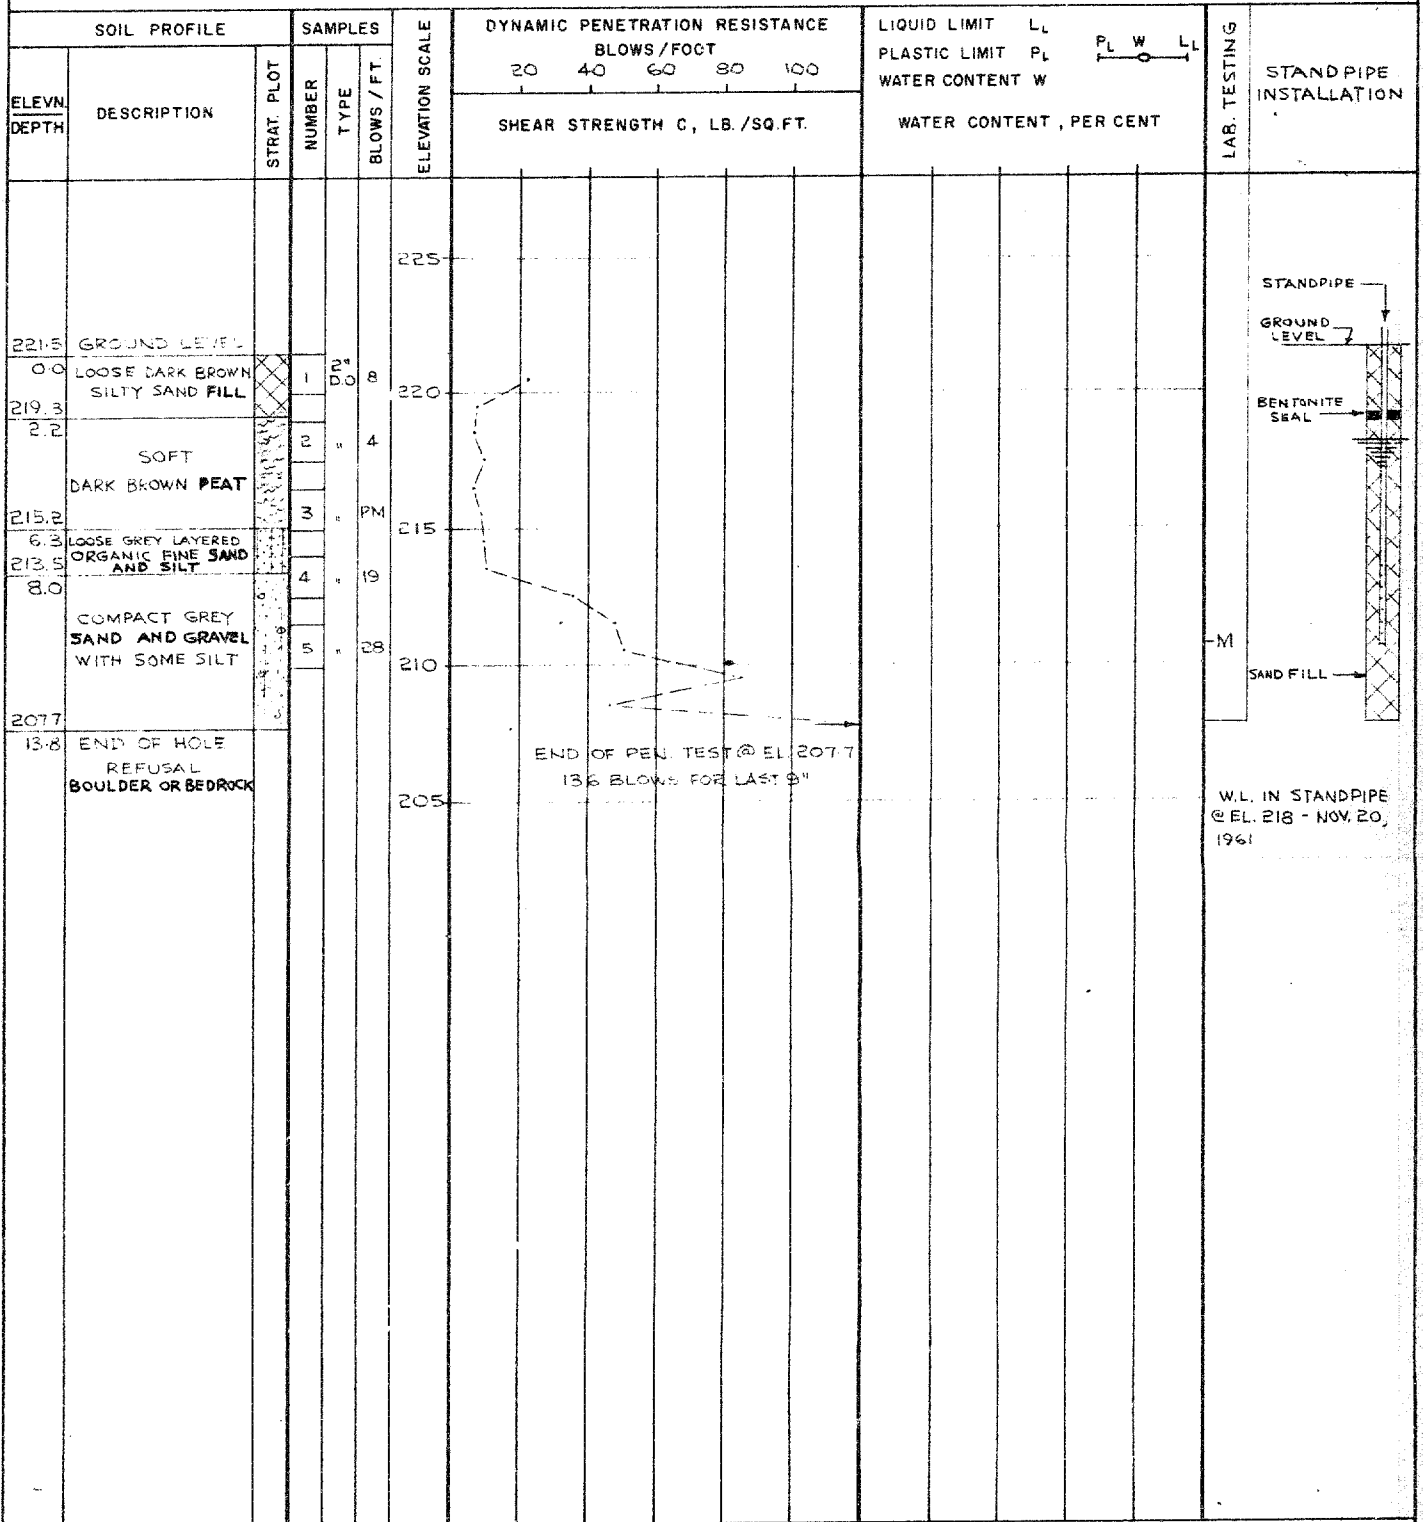 SOIL PROFILE
SAMPLES
ELEVATION SCALE
DYNAMIC PENETRATION RESISTANCE
BLOWS/FOOT
20 40 60 80 100
SHEAR STRENGTH C, LB./SQ.FT.
LIQUID LIMIT LL
PLASTIC LIMIT PL
WATER CONTENT W
PL W LL
WATER CONTENT, PER CENT
LAB. TESTING
STANDPIPE
INSTALLATION
ELEVN.
DEPTH
DESCRIPTION
STRAT. PLOT
NUMBER
TYPE
BLOWS / FT.
225
220
215
210
205
221.5 GROUND LEVEL
0.0 LOOSE DARK BROWN
SILTY SAND FILL
219.3
2.2
SOFT
DARK BROWN PEAT
215.2
6.3 LOOSE GREY LAYERED
ORGANIC FINE SAND
213.5 AND SILT
8.0
COMPACT GREY
SAND AND GRAVEL
WITH SOME SILT
207.7
13.8 END OF HOLE
REFUSAL
BOULDER OR BEDROCK
1 2" D.O 8
2 " 4
3 " PM
4 " 19
5 " 28
END OF PEN. TEST @ EL. 207.7
136 BLOWS FOR LAST 9"
M
STANDPIPE
GROUND
LEVEL
BENTONITE
SEAL
SAND FILL
W.L. IN STANDPIPE
@ EL. 218 - NOV. 20,
1961